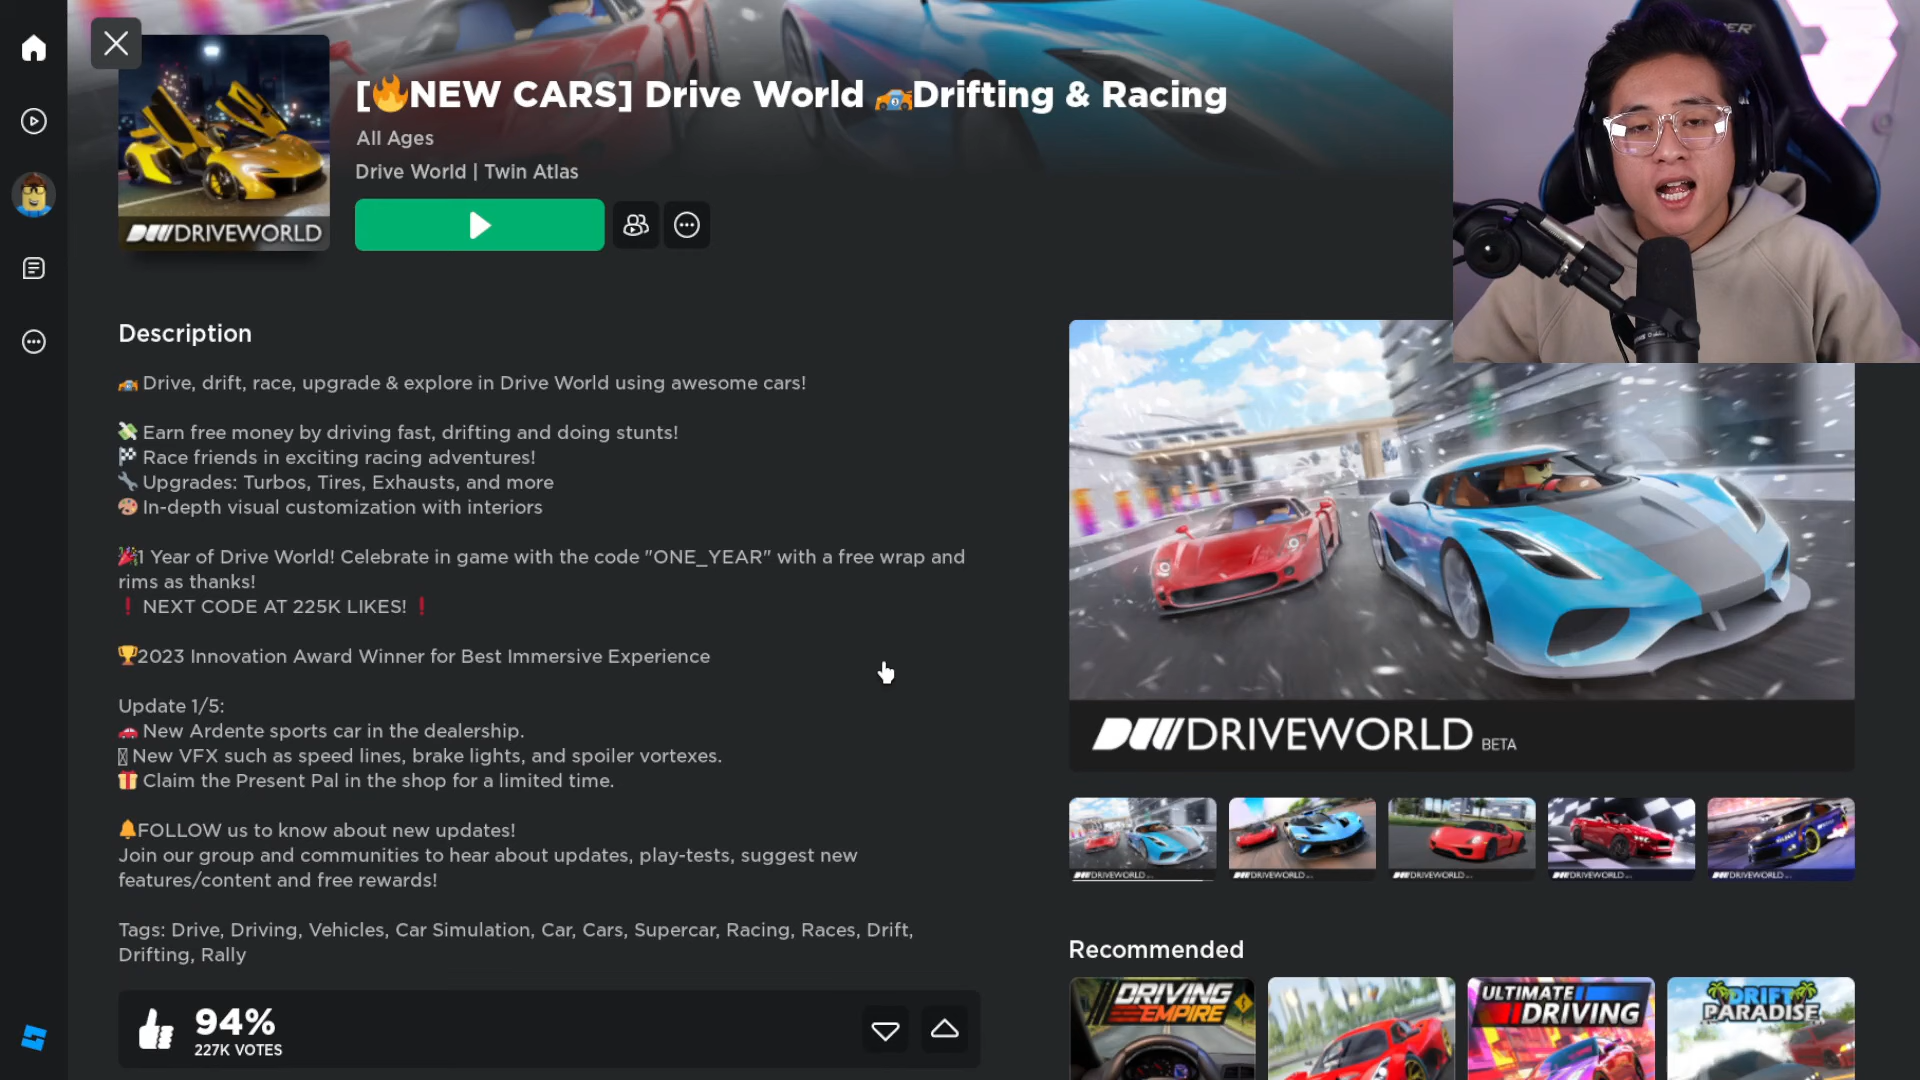 [🔥NEW CARS] Drive World 🏎️Drifting & Racing
All Ages
Drive World | Twin Atlas
DRIVEWORLD
Description
🏎️ Drive, drift, race, upgrade & explore in Drive World using awesome cars!
💸 Earn free money by driving fast, drifting and doing stunts!
🏁 Race friends in exciting racing adventures!
🔧 Upgrades: Turbos, Tires, Exhausts, and more
🎨 In-depth visual customization with interiors
🎉1 Year of Drive World! Celebrate in game with the code "ONE_YEAR" with a free wrap and
rims as thanks!
❗ NEXT CODE AT 225K LIKES! ❗
🏆2023 Innovation Award Winner for Best Immersive Experience
Update 1/5:
🚗 New Ardente sports car in the dealership.
New VFX such as speed lines, brake lights, and spoiler vortexes.
🎁 Claim the Present Pal in the shop for a limited time.
🔔FOLLOW us to know about new updates!
Join our group and communities to hear about updates, play-tests, suggest new
features/content and free rewards!
Tags: Drive, Driving, Vehicles, Car Simulation, Car, Cars, Supercar, Racing, Races, Drift,
Drifting, Rally
94%
227K VOTES
DRIVEWORLD BETA
DRIVEWORLD
DRIVEWORLD
DRIVEWORLD
DRIVEWORLD
DRIVEWORLD
Recommended
DRIVING
EMPIRE
ULTIMATE
DRIVING
DRIFT
PARADISE